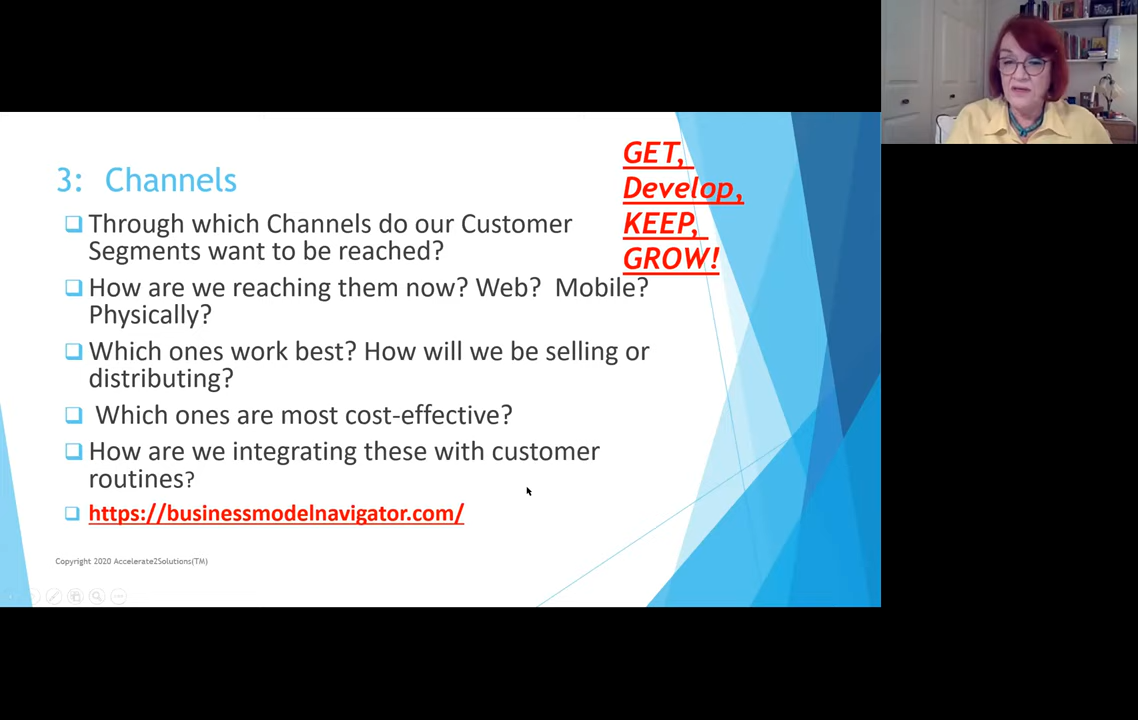 3: Channels
GET,
Develop,
KEEP,
GROW!
Through which Channels do our Customer
Segments want to be reached?
How are we reaching them now? Web? Mobile?
Physically?
Which ones work best? How will we be selling or
distributing?
Which ones are most cost-effective?
How are we integrating these with customer
routines?
https://businessmodelnavigator.com/
Copyright 2020 Accelerate2Solutions(TM)